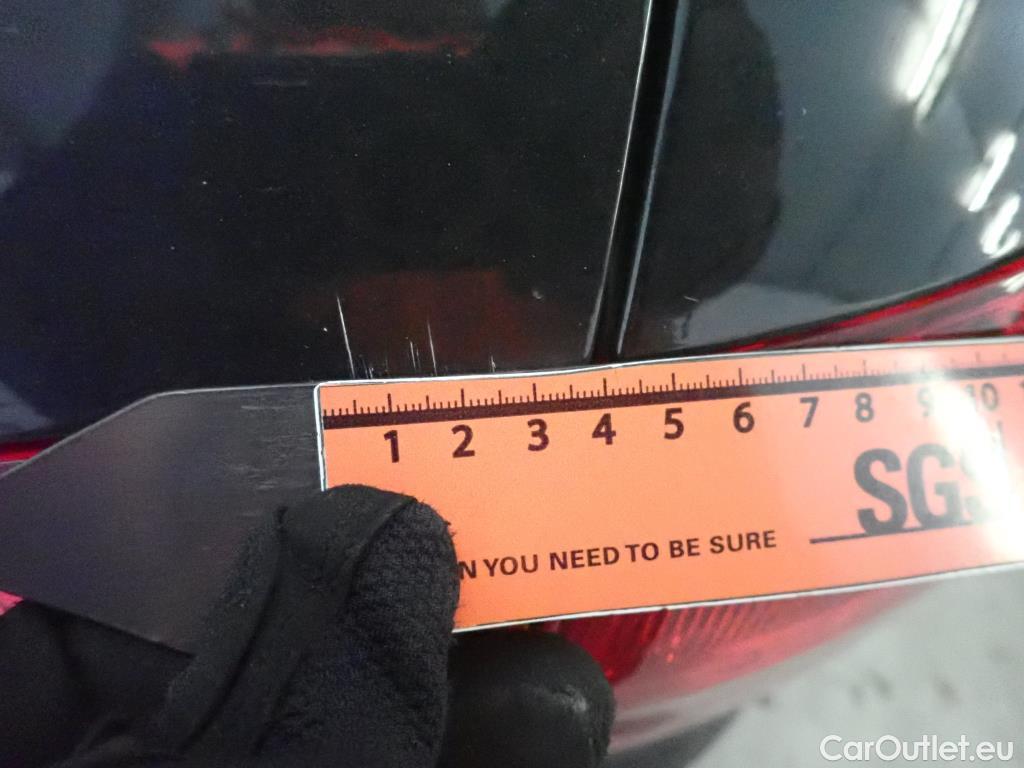 1 2 3 4 5 6 7 8 9 10
SGS
N YOU NEED TO BE SURE
CarOutlet.eu